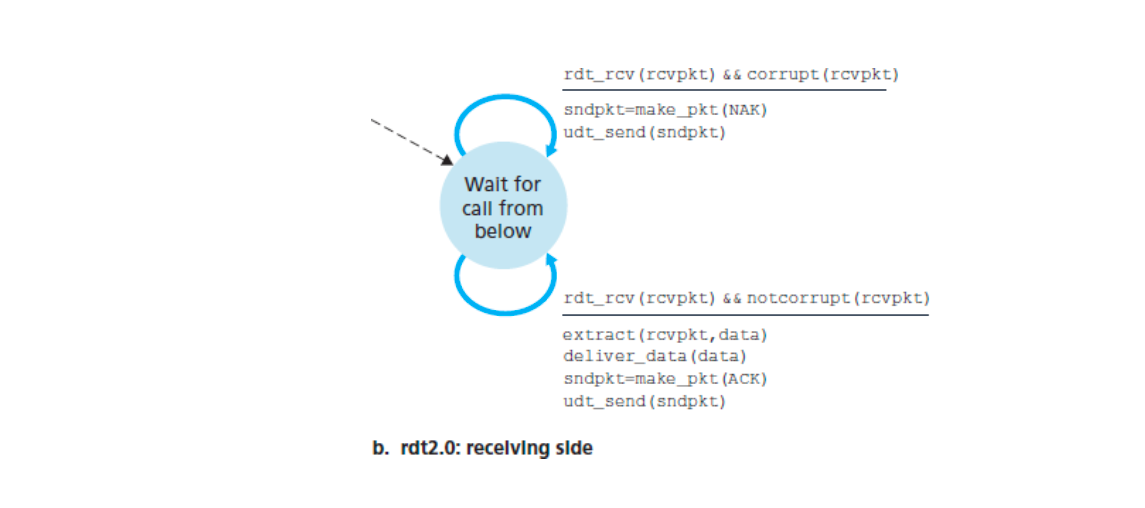 rdt_rcv(rcvpkt) && corrupt(rcvpkt)
sndpkt=make_pkt(NAK)
udt_send(sndpkt)
Wait for
call from
below
rdt_rcv(rcvpkt) && notcorrupt(rcvpkt)
extract(rcvpkt,data)
deliver_data(data)
sndpkt=make_pkt(ACK)
udt_send(sndpkt)
b. rdt2.0: receiving side